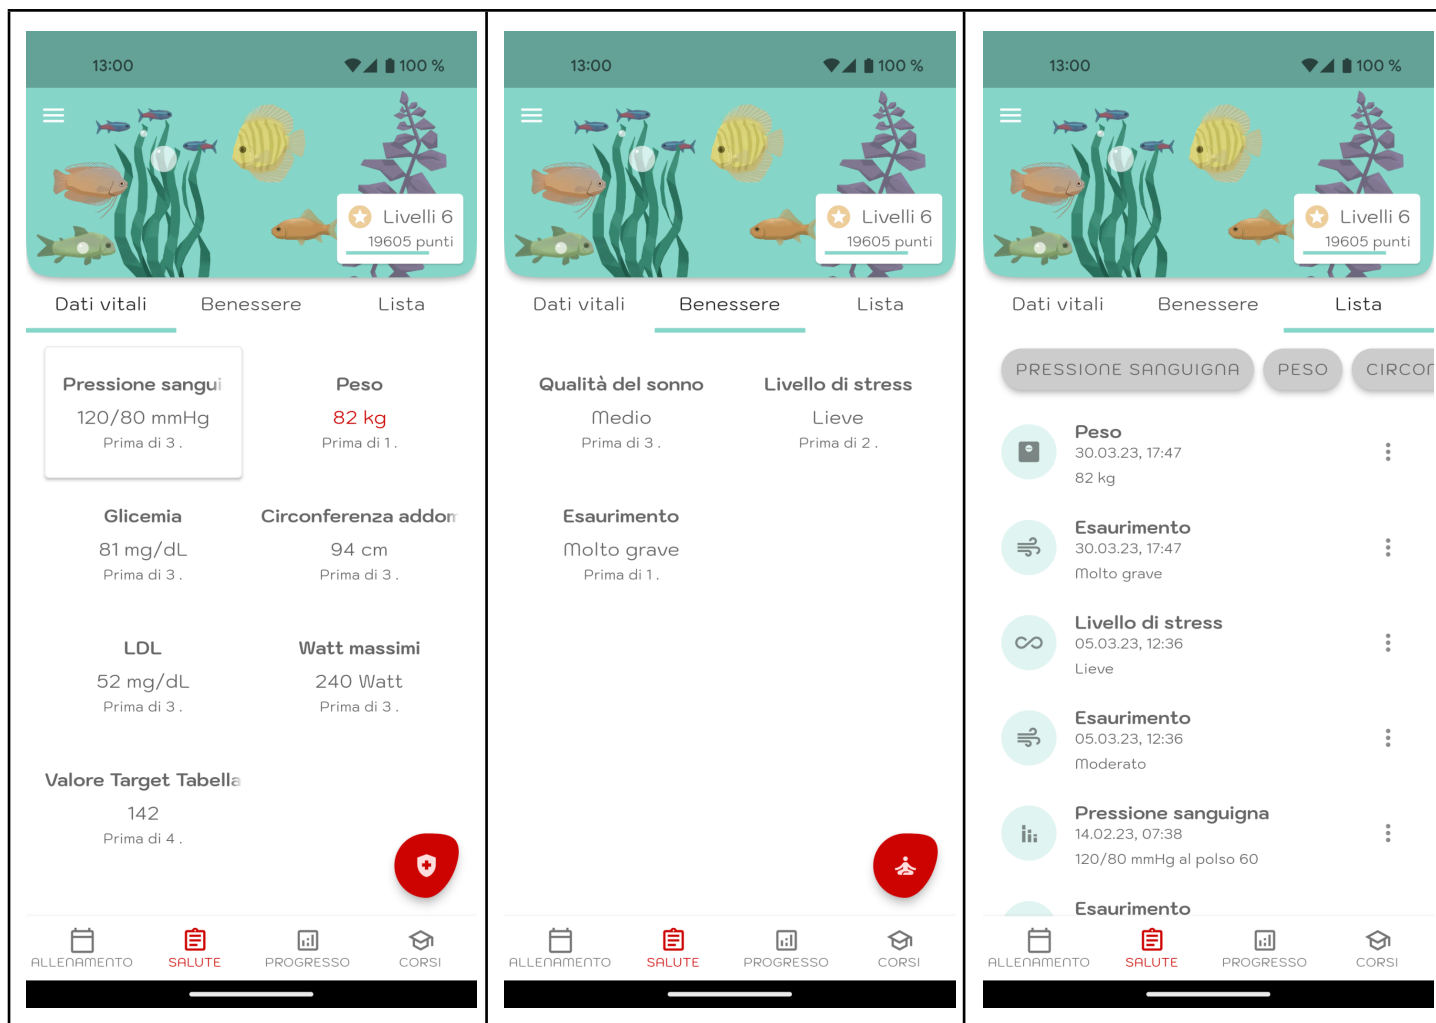 13:00
100 %
Livelli 6
19605 punti
Dati vitali
Benessere
Lista
Pressione sangui
120/80 mmHg
Prima di 3 .
Peso
82 kg
Prima di 1 .
Glicemia
81 mg/dL
Prima di 3 .
Circonferenza addom
94 cm
Prima di 3 .
LDL
52 mg/dL
Prima di 3 .
Watt massimi
240 Watt
Prima di 3 .
Valore Target Tabella
142
Prima di 4 .
ALLENAMENTO
SALUTE
PROGRESSO
CORSI
13:00
100 %
Livelli 6
19605 punti
Dati vitali
Benessere
Lista
Qualità del sonno
Medio
Prima di 3 .
Livello di stress
Lieve
Prima di 2 .
Esaurimento
Molto grave
Prima di 1 .
ALLENAMENTO
SALUTE
PROGRESSO
CORSI
13:00
100 %
Livelli 6
19605 punti
Dati vitali
Benessere
Lista
PRESSIONE SANGUIGNA
PESO
CIRCON
Peso
30.03.23, 17:47
82 kg
Esaurimento
30.03.23, 17:47
Molto grave
Livello di stress
05.03.23, 12:36
Lieve
Esaurimento
05.03.23, 12:36
Moderato
Pressione sanguigna
14.02.23, 07:38
120/80 mmHg al polso 60
Esaurimento
ALLENAMENTO
SALUTE
PROGRESSO
CORSI